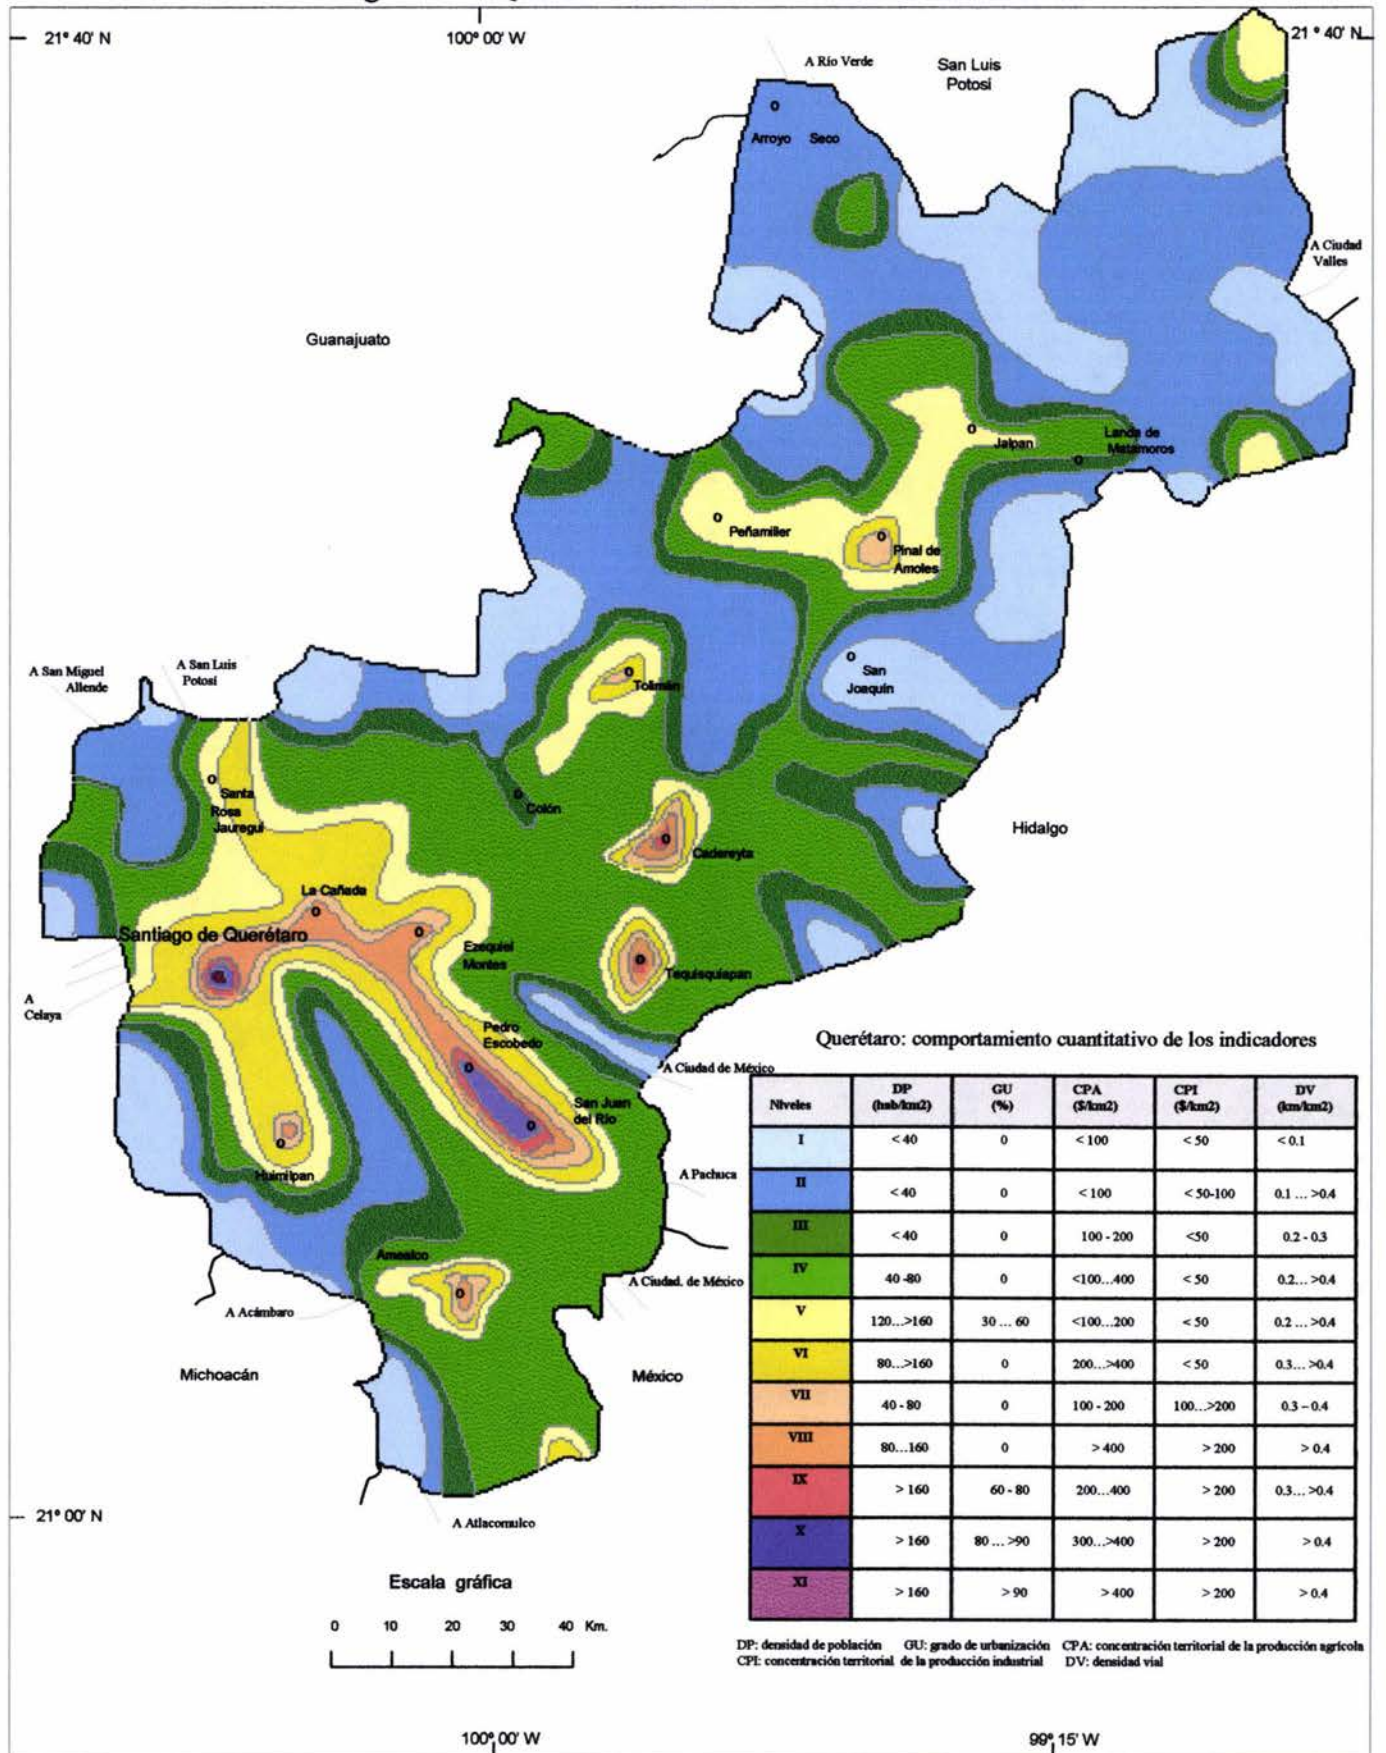 21° 40' N
100° 00' W
21° 40' N
A Río Verde
San Luis
Potosí
Arroyo Seco
A Ciudad
Valles
Guanajuato
Jalpan
Landa de
Matamoros
Peñamiller
Pinal de
Amoles
San
Joaquín
A San Miguel
Allende
A San Luis
Potosí
Tolimán
Santa
Rosa
Jauregui
Colón
Cadereyta
Hidalgo
La Cañada
Santiago de Querétaro
Ezequiel
Montes
Tequisquiapan
A
Celaya
Pedro
Escobedo
A Ciudad de México
San Juan
del Río
Huimilpan
A Pachuca
Amealco
A Ciudad. de México
A Acámbaro
Michoacán
México
21° 00' N
A Atlacomulco
Escala gráfica
0 10 20 30 40 Km.
100° 00' W
99° 15' W
Querétaro: comportamiento cuantitativo de los indicadores
Niveles DP (hab/km2) GU (%) CPA ($/km2) CPI ($/km2) DV (km/km2)
I < 40 0 < 100 < 50 < 0.1
II < 40 0 < 100 < 50-100 0.1 ... >0.4
III < 40 0 100 - 200 <50 0.2 - 0.3
IV 40 -80 0 <100...400 < 50 0.2... >0.4
V 120...>160 30 ... 60 <100...200 < 50 0.2 ... >0.4
VI 80...>160 0 200...>400 < 50 0.3... >0.4
VII 40 - 80 0 100 - 200 100...>200 0.3 – 0.4
VIII 80...160 0 > 400 > 200 > 0.4
IX > 160 60 - 80 200...400 > 200 0.3... >0.4
X > 160 80 ... >90 300...>400 > 200 > 0.4
XI > 160 > 90 > 400 > 200 > 0.4
DP: densidad de población GU: grado de urbanización CPA: concentración territorial de la producción agrícola
CPI: concentración territorial de la producción industrial DV: densidad vial